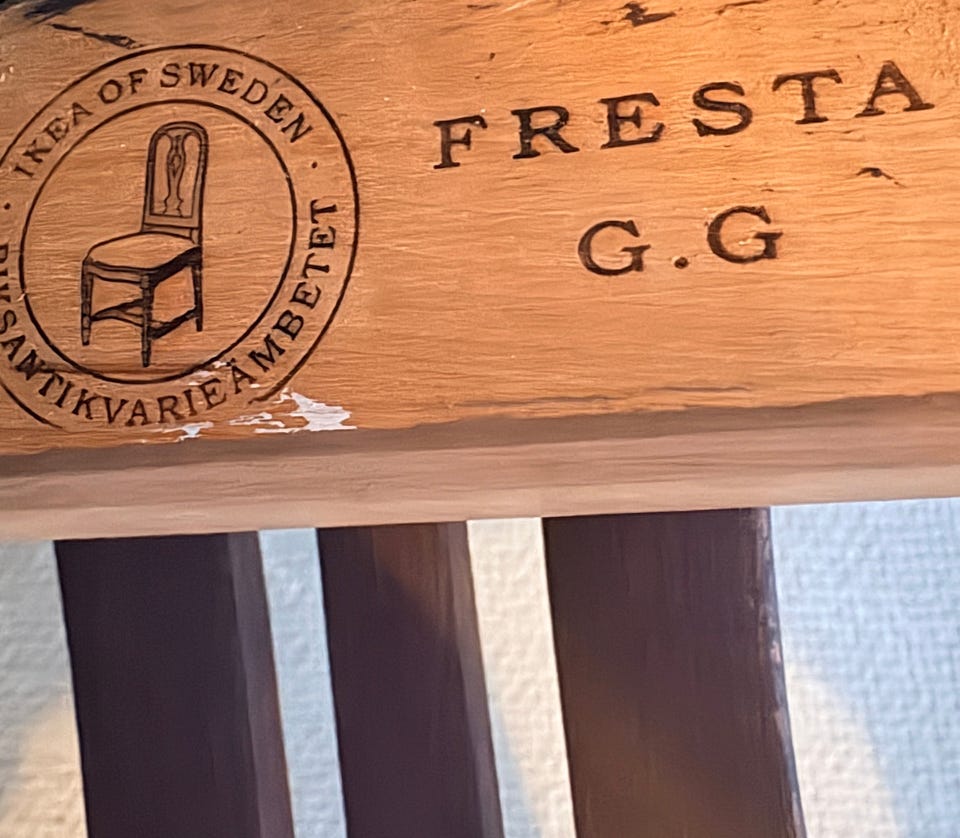 · IKEA OF SWEDEN ·
RIKSANTIKVARIEÄMBETET
FRESTA
G.G